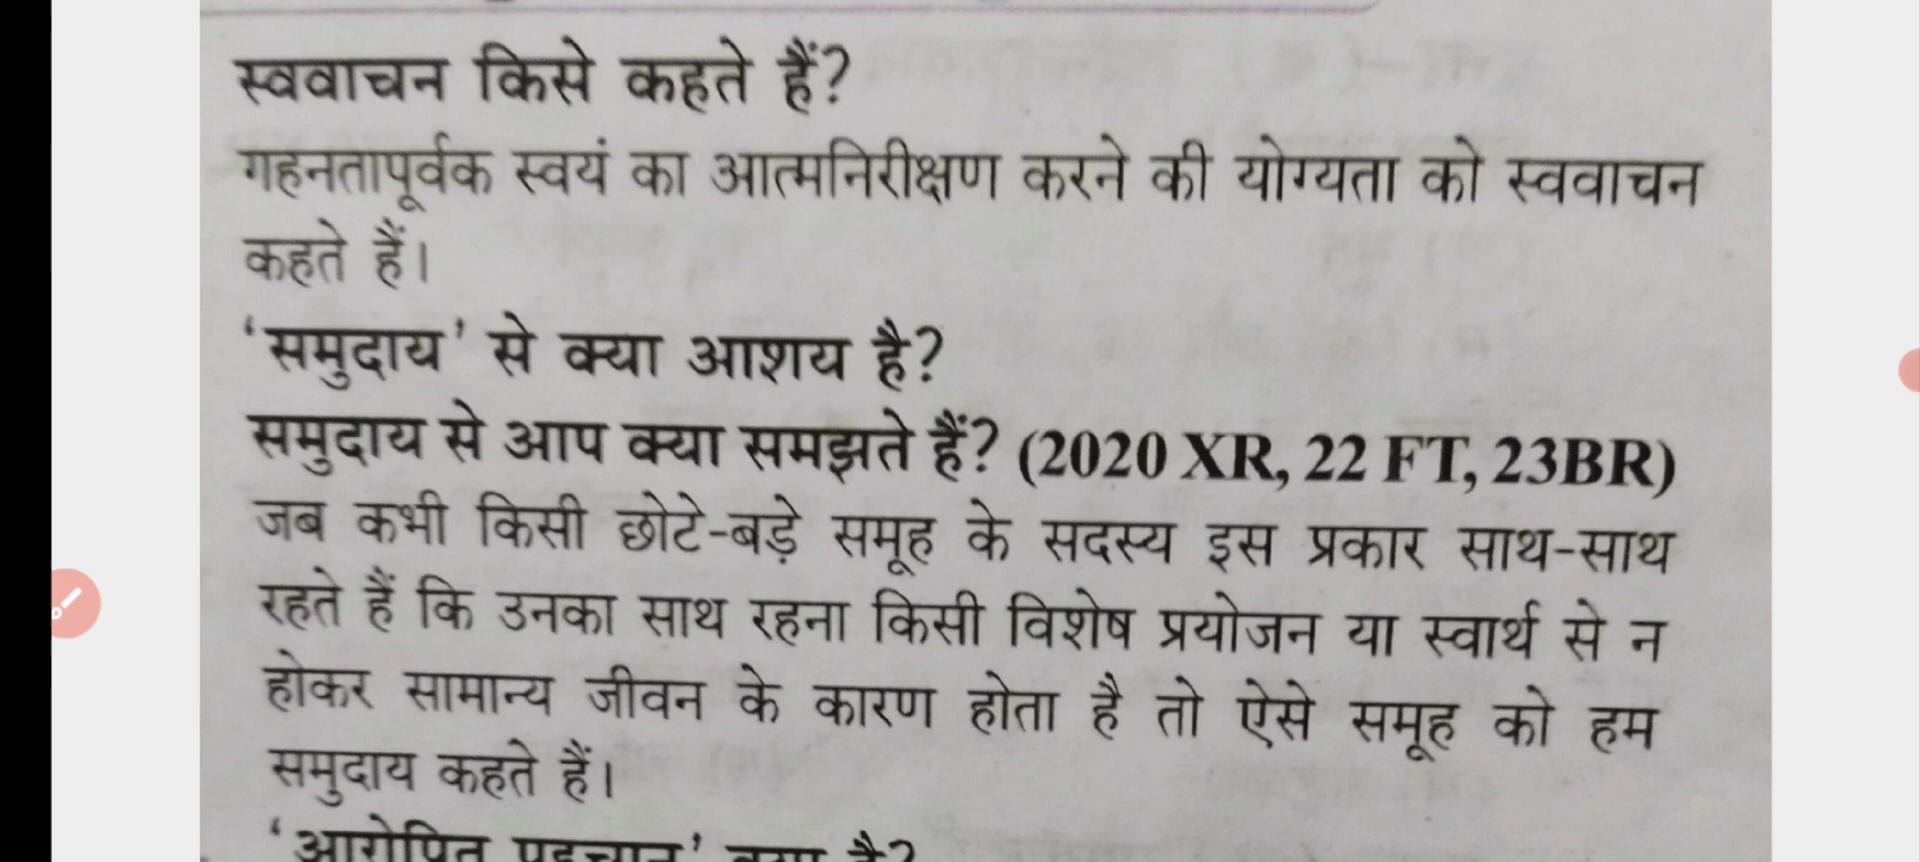 स्ववाचन किसे कहते हैं?
गहनतापूर्वक स्वयं का आत्मनिरीक्षण करने की योग्यता को स्ववाचन
कहते हैं।
‘समुदाय’ से क्या आशय है?
समुदाय से आप क्या समझते हैं? (2020 XR, 22 FT, 23BR)
जब कभी किसी छोटे-बड़े समूह के सदस्य इस प्रकार साथ-साथ
रहते हैं कि उनका साथ रहना किसी विशेष प्रयोजन या स्वार्थ से न
होकर सामान्य जीवन के कारण होता है तो ऐसे समूह को हम
समुदाय कहते हैं।
‘आरोपित पहचान’ क्या है?